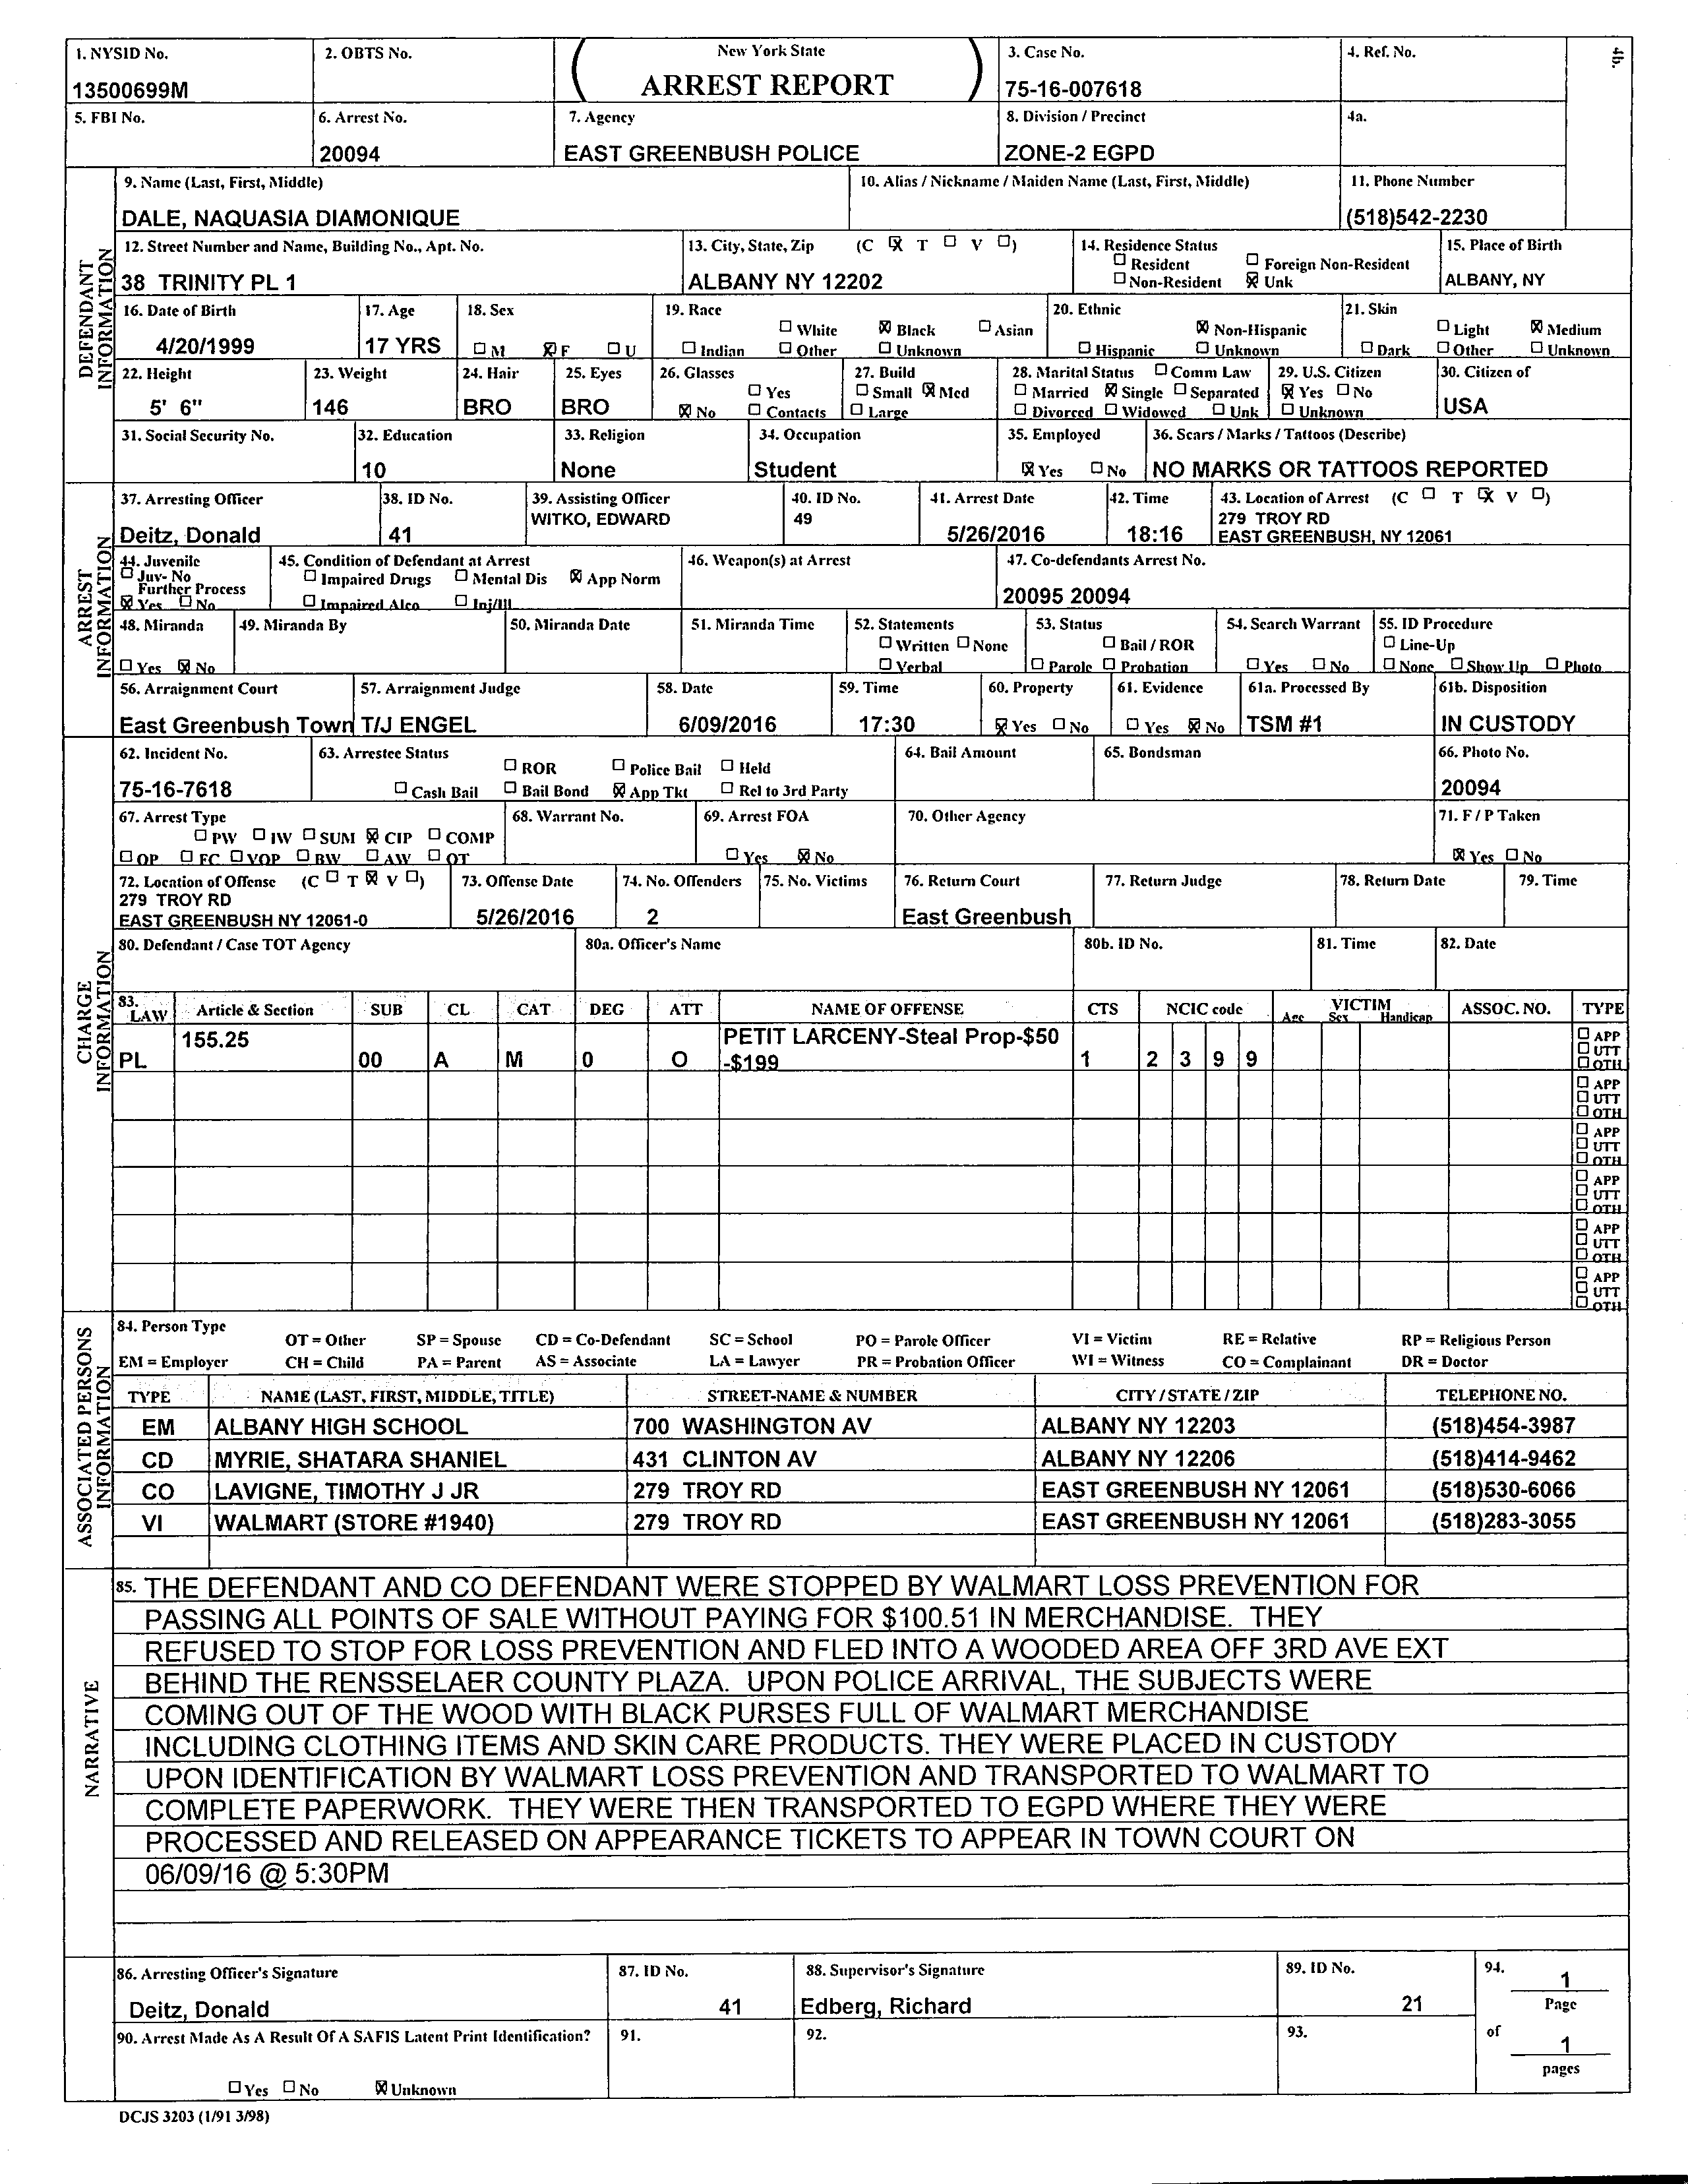 1. NYSID No. 2. OBTS No. New York State 3. Case No. 4. Ref. No. 4b.
13500699M ARREST REPORT 75-16-007618
5. FBI No. 6. Arrest No. 7. Agency 8. Division / Precinct 4a.
20094 EAST GREENBUSH POLICE ZONE-2 EGPD
DEFENDANT INFORMATION
9. Name (Last, First, Middle) 10. Alias / Nickname / Maiden Name (Last, First, Middle) 11. Phone Number
DALE, NAQUASIA DIAMONIQUE (518)542-2230
12. Street Number and Name, Building No., Apt. No. 13. City, State, Zip (C ☒ T ☐ V ☐) 14. Residence Status 15. Place of Birth
☐ Resident ☐ Foreign Non-Resident
38 TRINITY PL 1 ALBANY NY 12202 ☐ Non-Resident ☒ Unk ALBANY, NY
16. Date of Birth 17. Age 18. Sex 19. Race 20. Ethnic 21. Skin
☐ White ☒ Black ☐ Asian ☒ Non-Hispanic ☐ Light ☒ Medium
4/20/1999 17 YRS ☐ M ☒ F ☐ U ☐ Indian ☐ Other ☐ Unknown ☐ Hispanic ☐ Unknown ☐ Dark ☐ Other ☐ Unknown
22. Height 23. Weight 24. Hair 25. Eyes 26. Glasses 27. Build 28. Marital Status ☐ Comm Law 29. U.S. Citizen 30. Citizen of
☐ Yes ☐ Small ☒ Med ☐ Married ☒ Single ☐ Separated ☒ Yes ☐ No
5' 6" 146 BRO BRO ☒ No ☐ Contacts ☐ Large ☐ Divorced ☐ Widowed ☐ Unk ☐ Unknown USA
31. Social Security No. 32. Education 33. Religion 34. Occupation 35. Employed 36. Scars / Marks / Tattoos (Describe)
10 None Student ☒ Yes ☐ No NO MARKS OR TATTOOS REPORTED
ARREST INFORMATION
37. Arresting Officer 38. ID No. 39. Assisting Officer 40. ID No. 41. Arrest Date 42. Time 43. Location of Arrest (C ☐ T ☒ V ☐)
WITKO, EDWARD 49 279 TROY RD
Deitz, Donald 41 5/26/2016 18:16 EAST GREENBUSH, NY 12061
44. Juvenile 45. Condition of Defendant at Arrest 46. Weapon(s) at Arrest 47. Co-defendants Arrest No.
☐ Juv- No ☐ Impaired Drugs ☐ Mental Dis ☒ App Norm
Further Process
☒ Yes ☐ No ☐ Impaired Alco ☐ Inj/Ill 20095 20094
48. Miranda 49. Miranda By 50. Miranda Date 51. Miranda Time 52. Statements 53. Status 54. Search Warrant 55. ID Procedure
☐ Written ☐ None ☐ Bail / ROR ☐ Line-Up
☐ Yes ☒ No ☐ Verbal ☐ Parole ☐ Probation ☐ Yes ☐ No ☐ None ☐ Show Up ☐ Photo
56. Arraignment Court 57. Arraignment Judge 58. Date 59. Time 60. Property 61. Evidence 61a. Processed By 61b. Disposition
East Greenbush Town T/J ENGEL 6/09/2016 17:30 ☒ Yes ☐ No ☐ Yes ☒ No TSM #1 IN CUSTODY
CHARGE INFORMATION
62. Incident No. 63. Arrestee Status 64. Bail Amount 65. Bondsman 66. Photo No.
☐ ROR ☐ Police Bail ☐ Held
75-16-7618 ☐ Cash Bail ☐ Bail Bond ☒ App Tkt ☐ Rel to 3rd Party 20094
67. Arrest Type 68. Warrant No. 69. Arrest FOA 70. Other Agency 71. F / P Taken
☐ PW ☐ IW ☐ SUM ☒ CIP ☐ COMP
☐ OP ☐ FC ☐ VOP ☐ BW ☐ AW ☐ OT ☐ Yes ☒ No ☒ Yes ☐ No
72. Location of Offense (C ☐ T ☒ V ☐) 73. Offense Date 74. No. Offenders 75. No. Victims 76. Return Court 77. Return Judge 78. Return Date 79. Time
279 TROY RD
EAST GREENBUSH NY 12061-0 5/26/2016 2 East Greenbush
80. Defendant / Case TOT Agency 80a. Officer's Name 80b. ID No. 81. Time 82. Date
83. LAW Article & Section SUB CL CAT DEG ATT NAME OF OFFENSE CTS NCIC code VICTIM Age Sex Handicap ASSOC. NO. TYPE
155.25 PETIT LARCENY-Steal Prop-$50 ☐ APP
☐ UTT
PL 00 A M 0 O -$199 1 2 3 9 9 ☐ OTH
☐ APP
☐ UTT
☐ OTH
☐ APP
☐ UTT
☐ OTH
☐ APP
☐ UTT
☐ OTH
☐ APP
☐ UTT
☐ OTH
☐ APP
☐ UTT
☐ OTH
ASSOCIATED PERSONS INFORMATION
84. Person Type
OT = Other SP = Spouse CD = Co-Defendant SC = School PO = Parole Officer VI = Victim RE = Relative RP = Religious Person
EM = Employer CH = Child PA = Parent AS = Associate LA = Lawyer PR = Probation Officer WI = Witness CO = Complainant DR = Doctor
TYPE NAME (LAST, FIRST, MIDDLE, TITLE) STREET-NAME & NUMBER CITY / STATE / ZIP TELEPHONE NO.
EM ALBANY HIGH SCHOOL 700 WASHINGTON AV ALBANY NY 12203 (518)454-3987
CD MYRIE, SHATARA SHANIEL 431 CLINTON AV ALBANY NY 12206 (518)414-9462
CO LAVIGNE, TIMOTHY J JR 279 TROY RD EAST GREENBUSH NY 12061 (518)530-6066
VI WALMART (STORE #1940) 279 TROY RD EAST GREENBUSH NY 12061 (518)283-3055
NARRATIVE
85. THE DEFENDANT AND CO DEFENDANT WERE STOPPED BY WALMART LOSS PREVENTION FOR
PASSING ALL POINTS OF SALE WITHOUT PAYING FOR $100.51 IN MERCHANDISE. THEY
REFUSED TO STOP FOR LOSS PREVENTION AND FLED INTO A WOODED AREA OFF 3RD AVE EXT
BEHIND THE RENSSELAER COUNTY PLAZA. UPON POLICE ARRIVAL, THE SUBJECTS WERE
COMING OUT OF THE WOOD WITH BLACK PURSES FULL OF WALMART MERCHANDISE
INCLUDING CLOTHING ITEMS AND SKIN CARE PRODUCTS. THEY WERE PLACED IN CUSTODY
UPON IDENTIFICATION BY WALMART LOSS PREVENTION AND TRANSPORTED TO WALMART TO
COMPLETE PAPERWORK. THEY WERE THEN TRANSPORTED TO EGPD WHERE THEY WERE
PROCESSED AND RELEASED ON APPEARANCE TICKETS TO APPEAR IN TOWN COURT ON
06/09/16 @ 5:30PM
86. Arresting Officer's Signature 87. ID No. 88. Supervisor's Signature 89. ID No. 94. 1
Deitz, Donald 41 Edberg, Richard 21 Page
90. Arrest Made As A Result Of A SAFIS Latent Print Identification? 91. 92. 93. of 1
pages
☐ Yes ☐ No ☒ Unknown
DCJS 3203 (1/91 3/98)